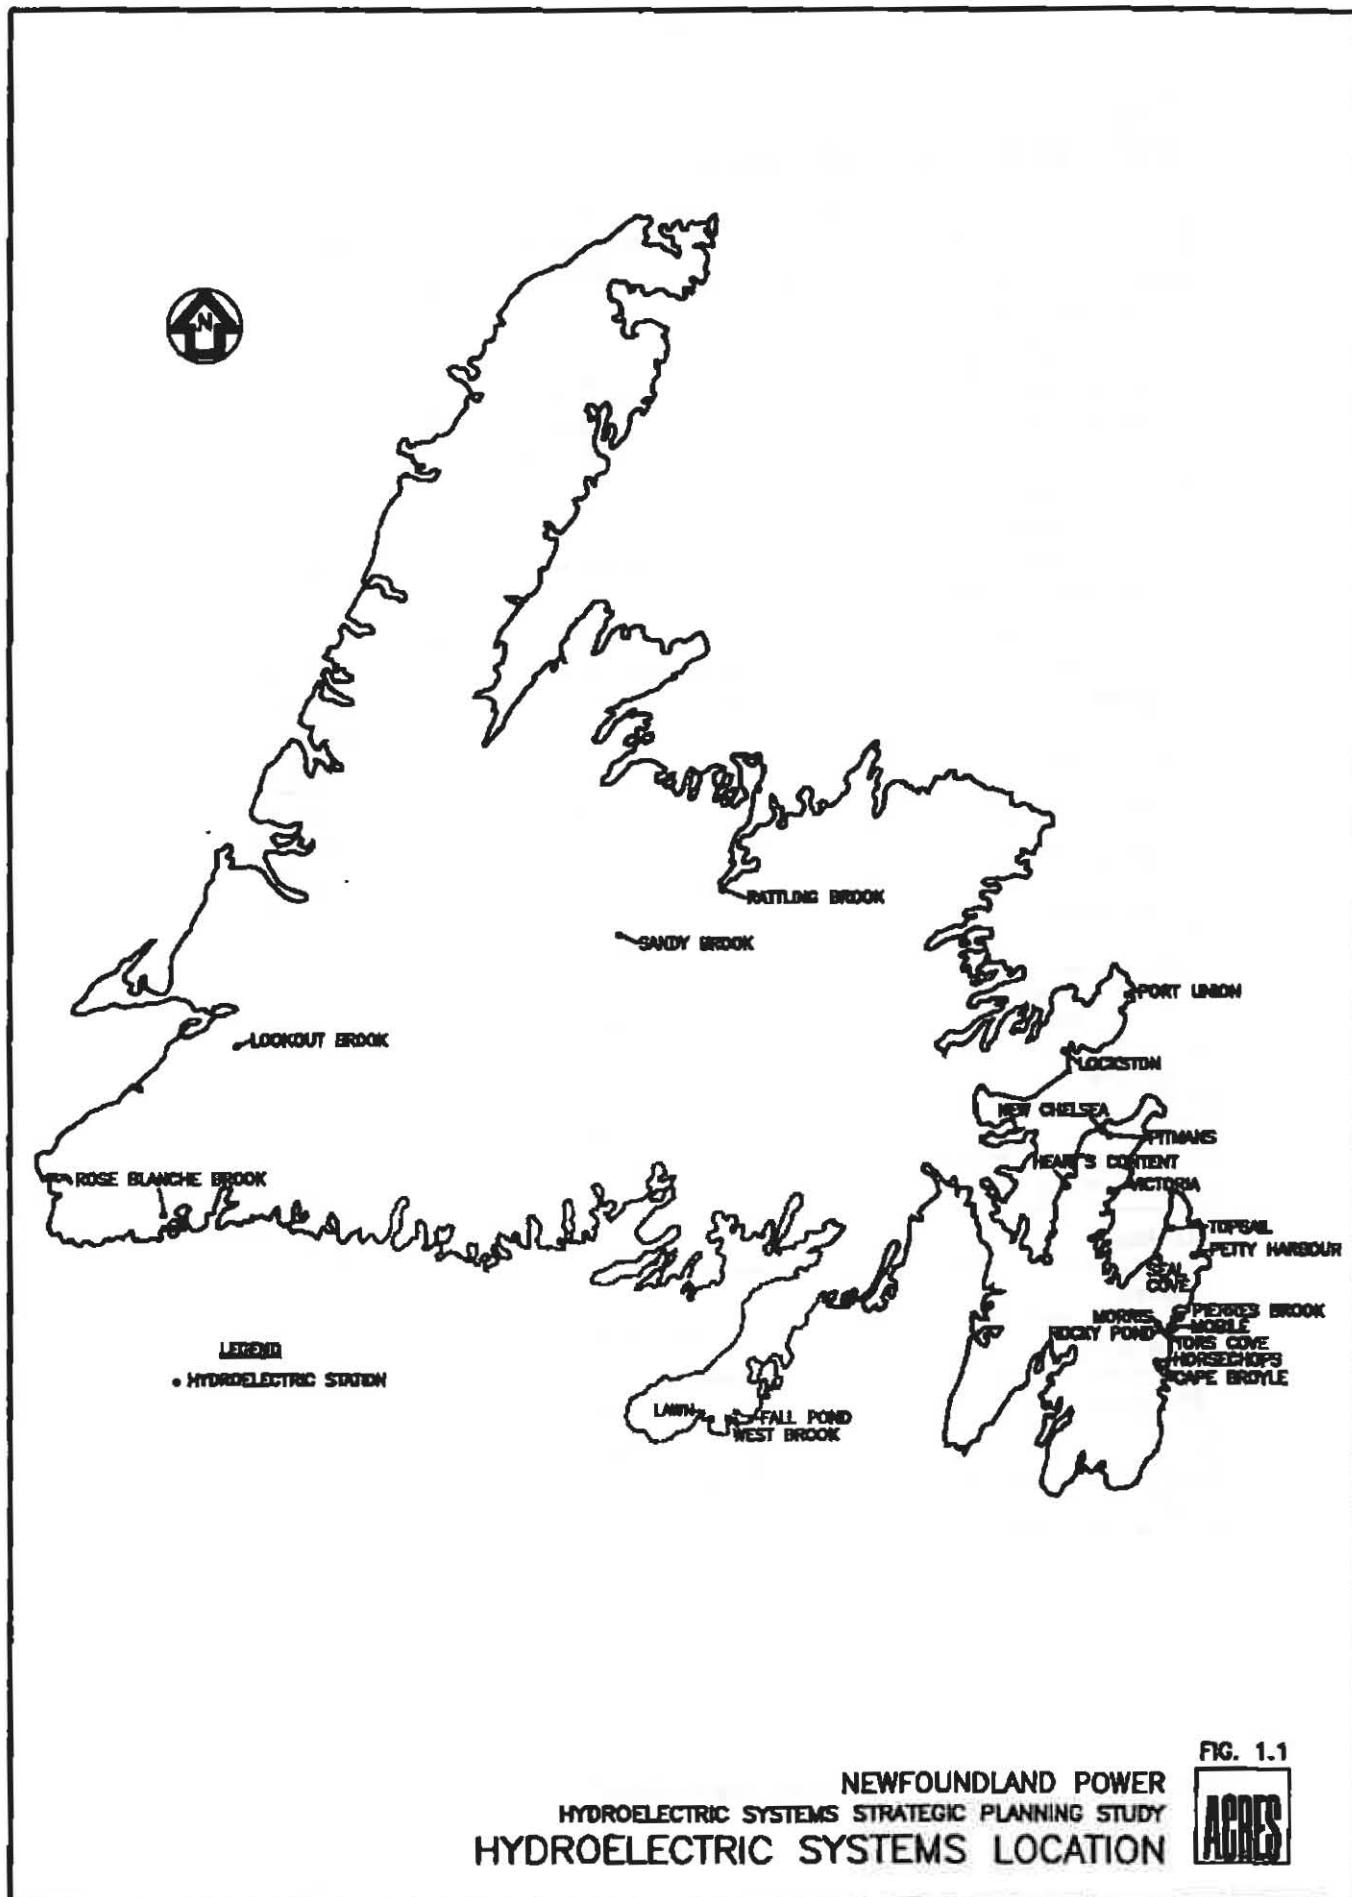 N
RATTLING BROOK
SANDY BROOK
PORT UNION
LOOKOUT BROOK
LOCKSTON
NEW CHELSEA
PITMANS
HEART'S CONTENT
ROSE BLANCHE BROOK
VICTORIA
TOPSAIL
PETTY HARBOUR
SEAL
COVE
PIERRES BROOK
MORRIS
MOBILE
ROCKY POND
TORS COVE
HORSECHOPS
CAPE BROYLE
LEGEND
• HYDROELECTRIC STATION
LAWN
FALL POND
WEST BROOK
FIG. 1.1
NEWFOUNDLAND POWER
HYDROELECTRIC SYSTEMS STRATEGIC PLANNING STUDY
HYDROELECTRIC SYSTEMS LOCATION
ACRES